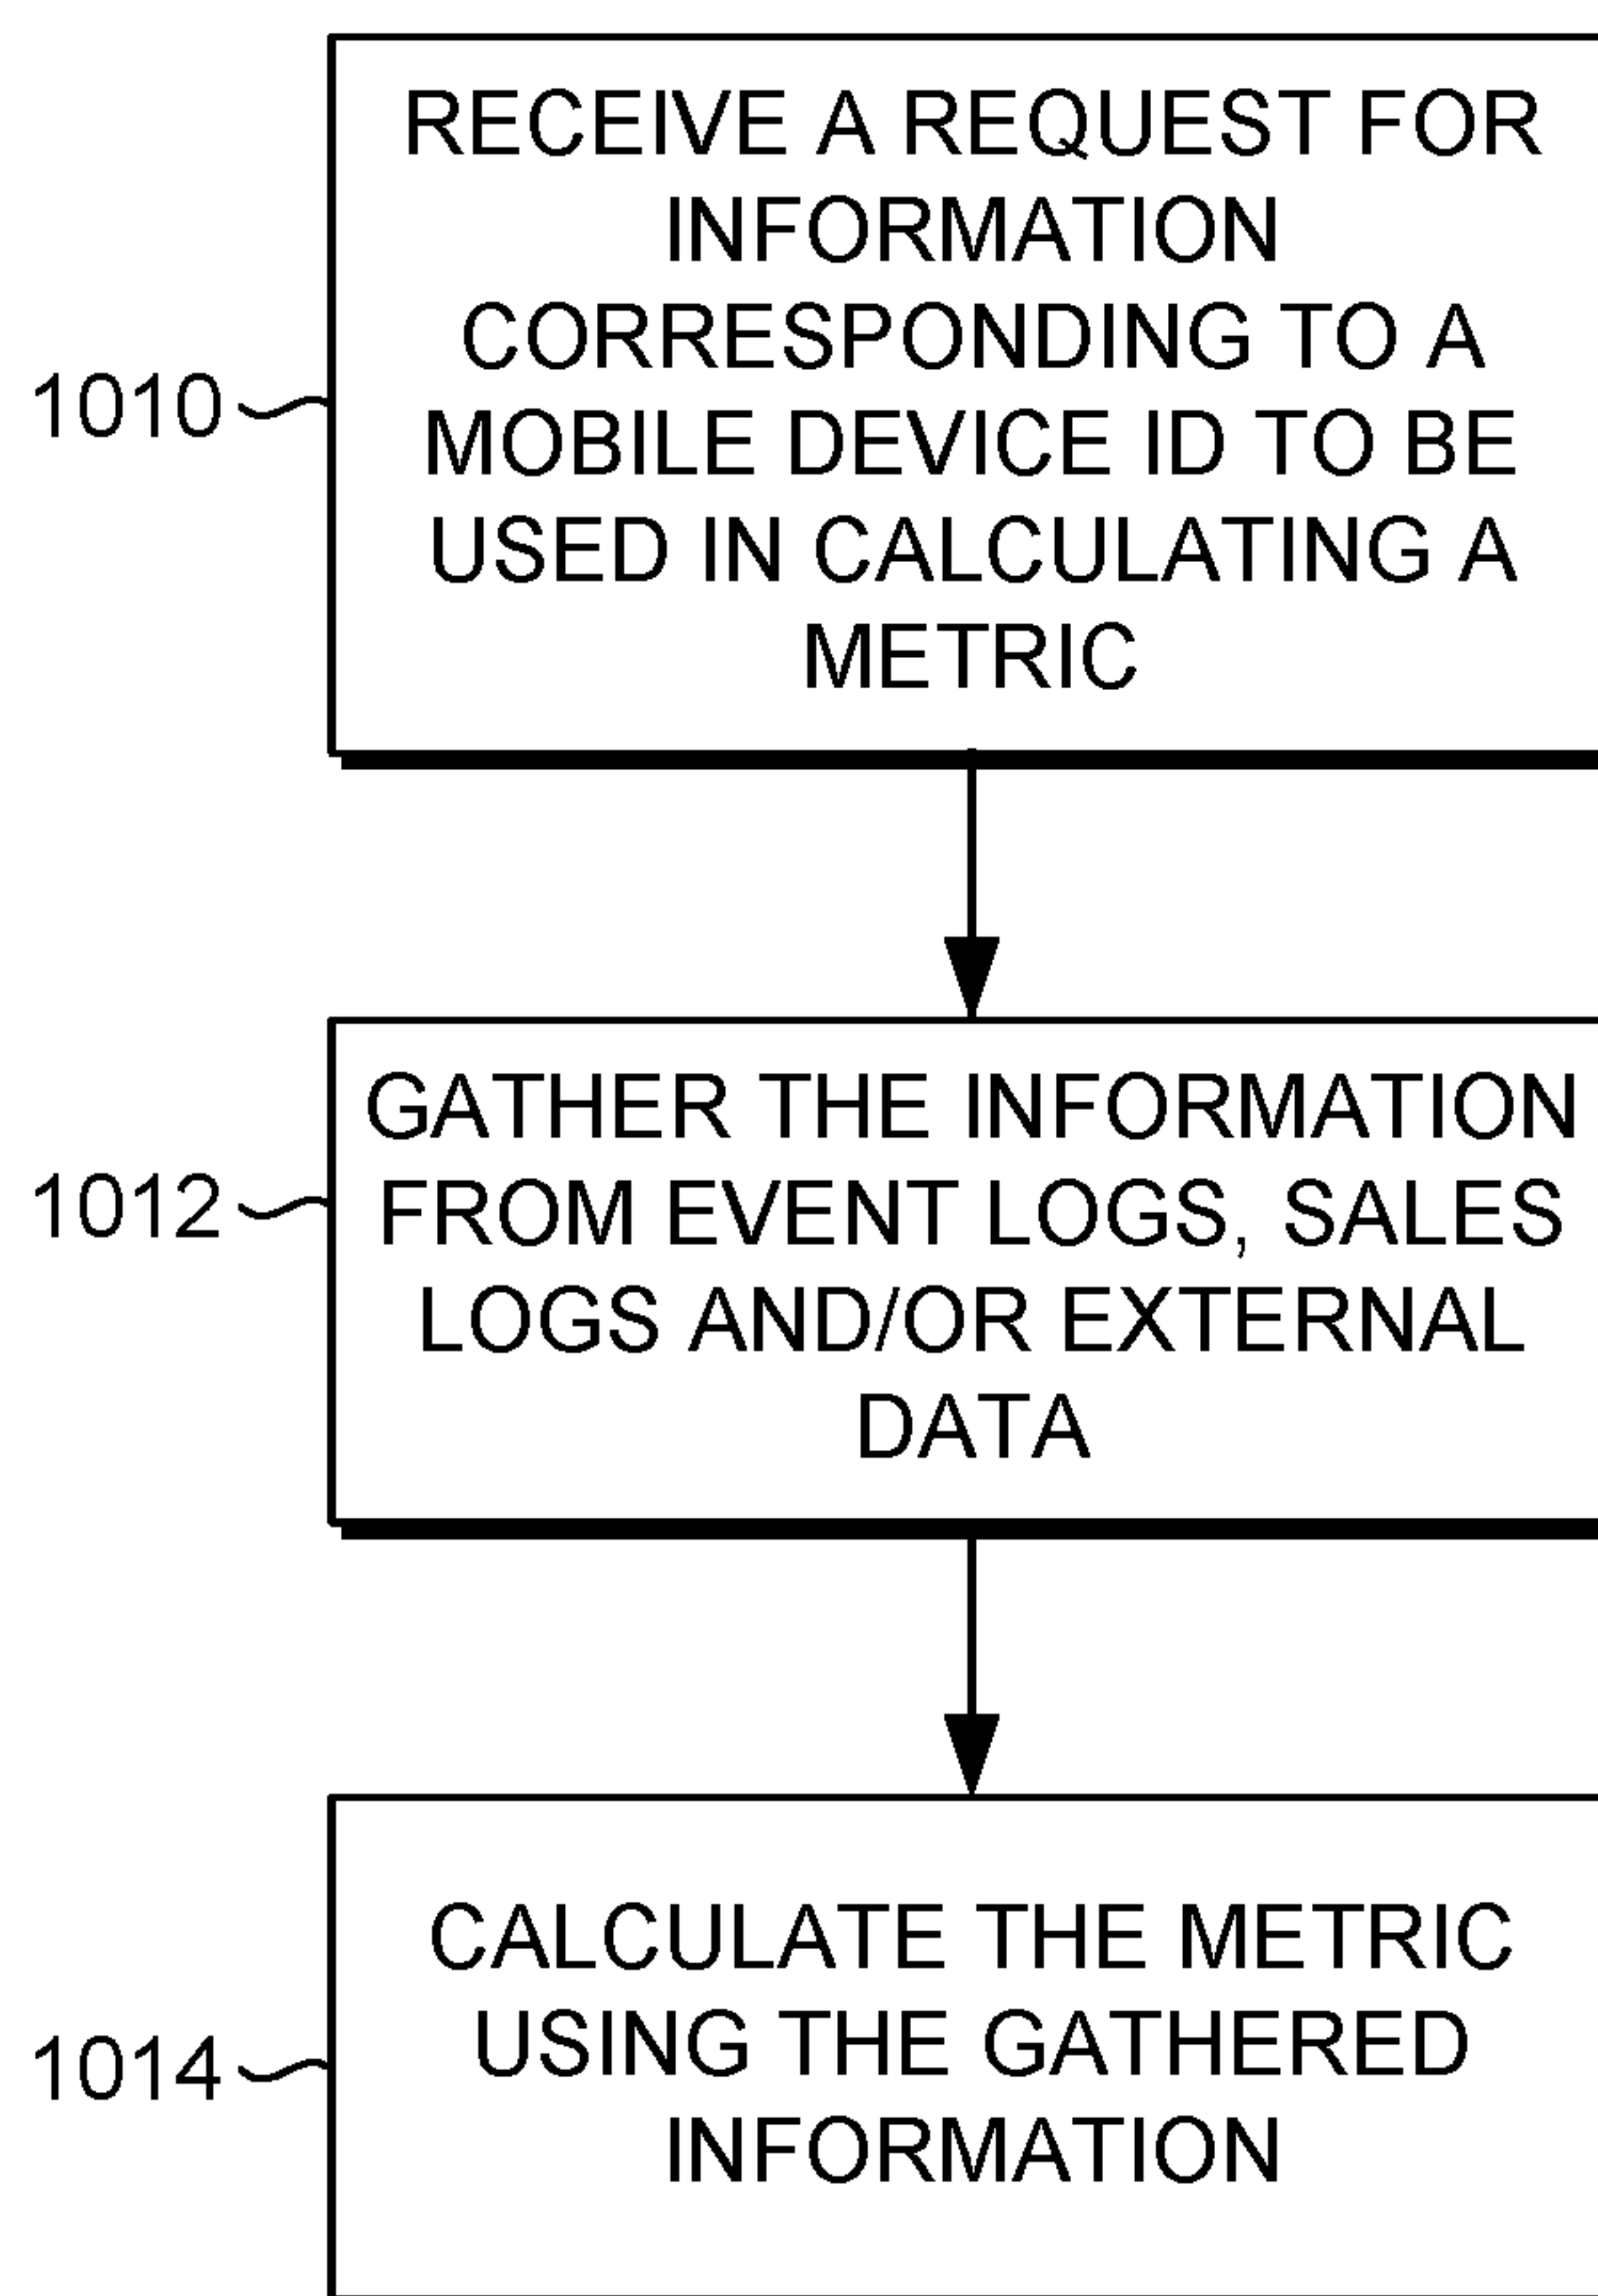 RECEIVE A REQUEST FOR
INFORMATION
CORRESPONDING TO A
1010
MOBILE DEVICE ID TO BE
USED IN CALCULATING A
METRIC
GATHER THE INFORMATION
1012
FROM EVENT LOGS, SALES
LOGS AND/OR EXTERNAL
DATA
CALCULATE THE METRIC
USING THE GATHERED
1014
INFORMATION